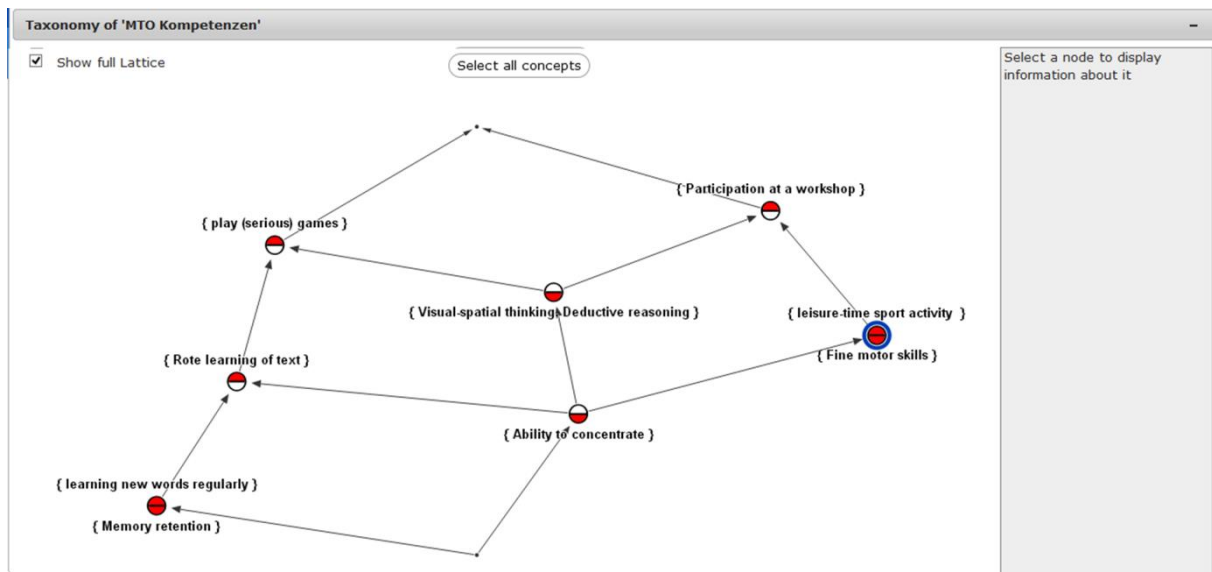 Taxonomy of 'MTO Kompetenzen'
Show full Lattice
Select all concepts
Select a node to display
information about it
{ Participation at a workshop }
{ play (serious) games }
{ Visual-spatial thinking; Deductive reasoning }
{ leisure-time sport activity }
{ Fine motor skills }
{ Rote learning of text }
{ Ability to concentrate }
{ learning new words regularly }
{ Memory retention }